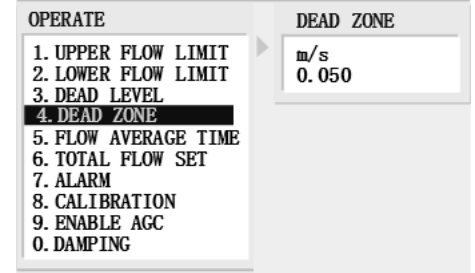 OPERATE
1. UPPER FLOW LIMIT
2. LOWER FLOW LIMIT
3. DEAD LEVEL
4. DEAD ZONE
5. FLOW AVERAGE TIME
6. TOTAL FLOW SET
7. ALARM
8. CALIBRATION
9. ENABLE AGC
0. DAMPING
DEAD ZONE
m/s
0.050